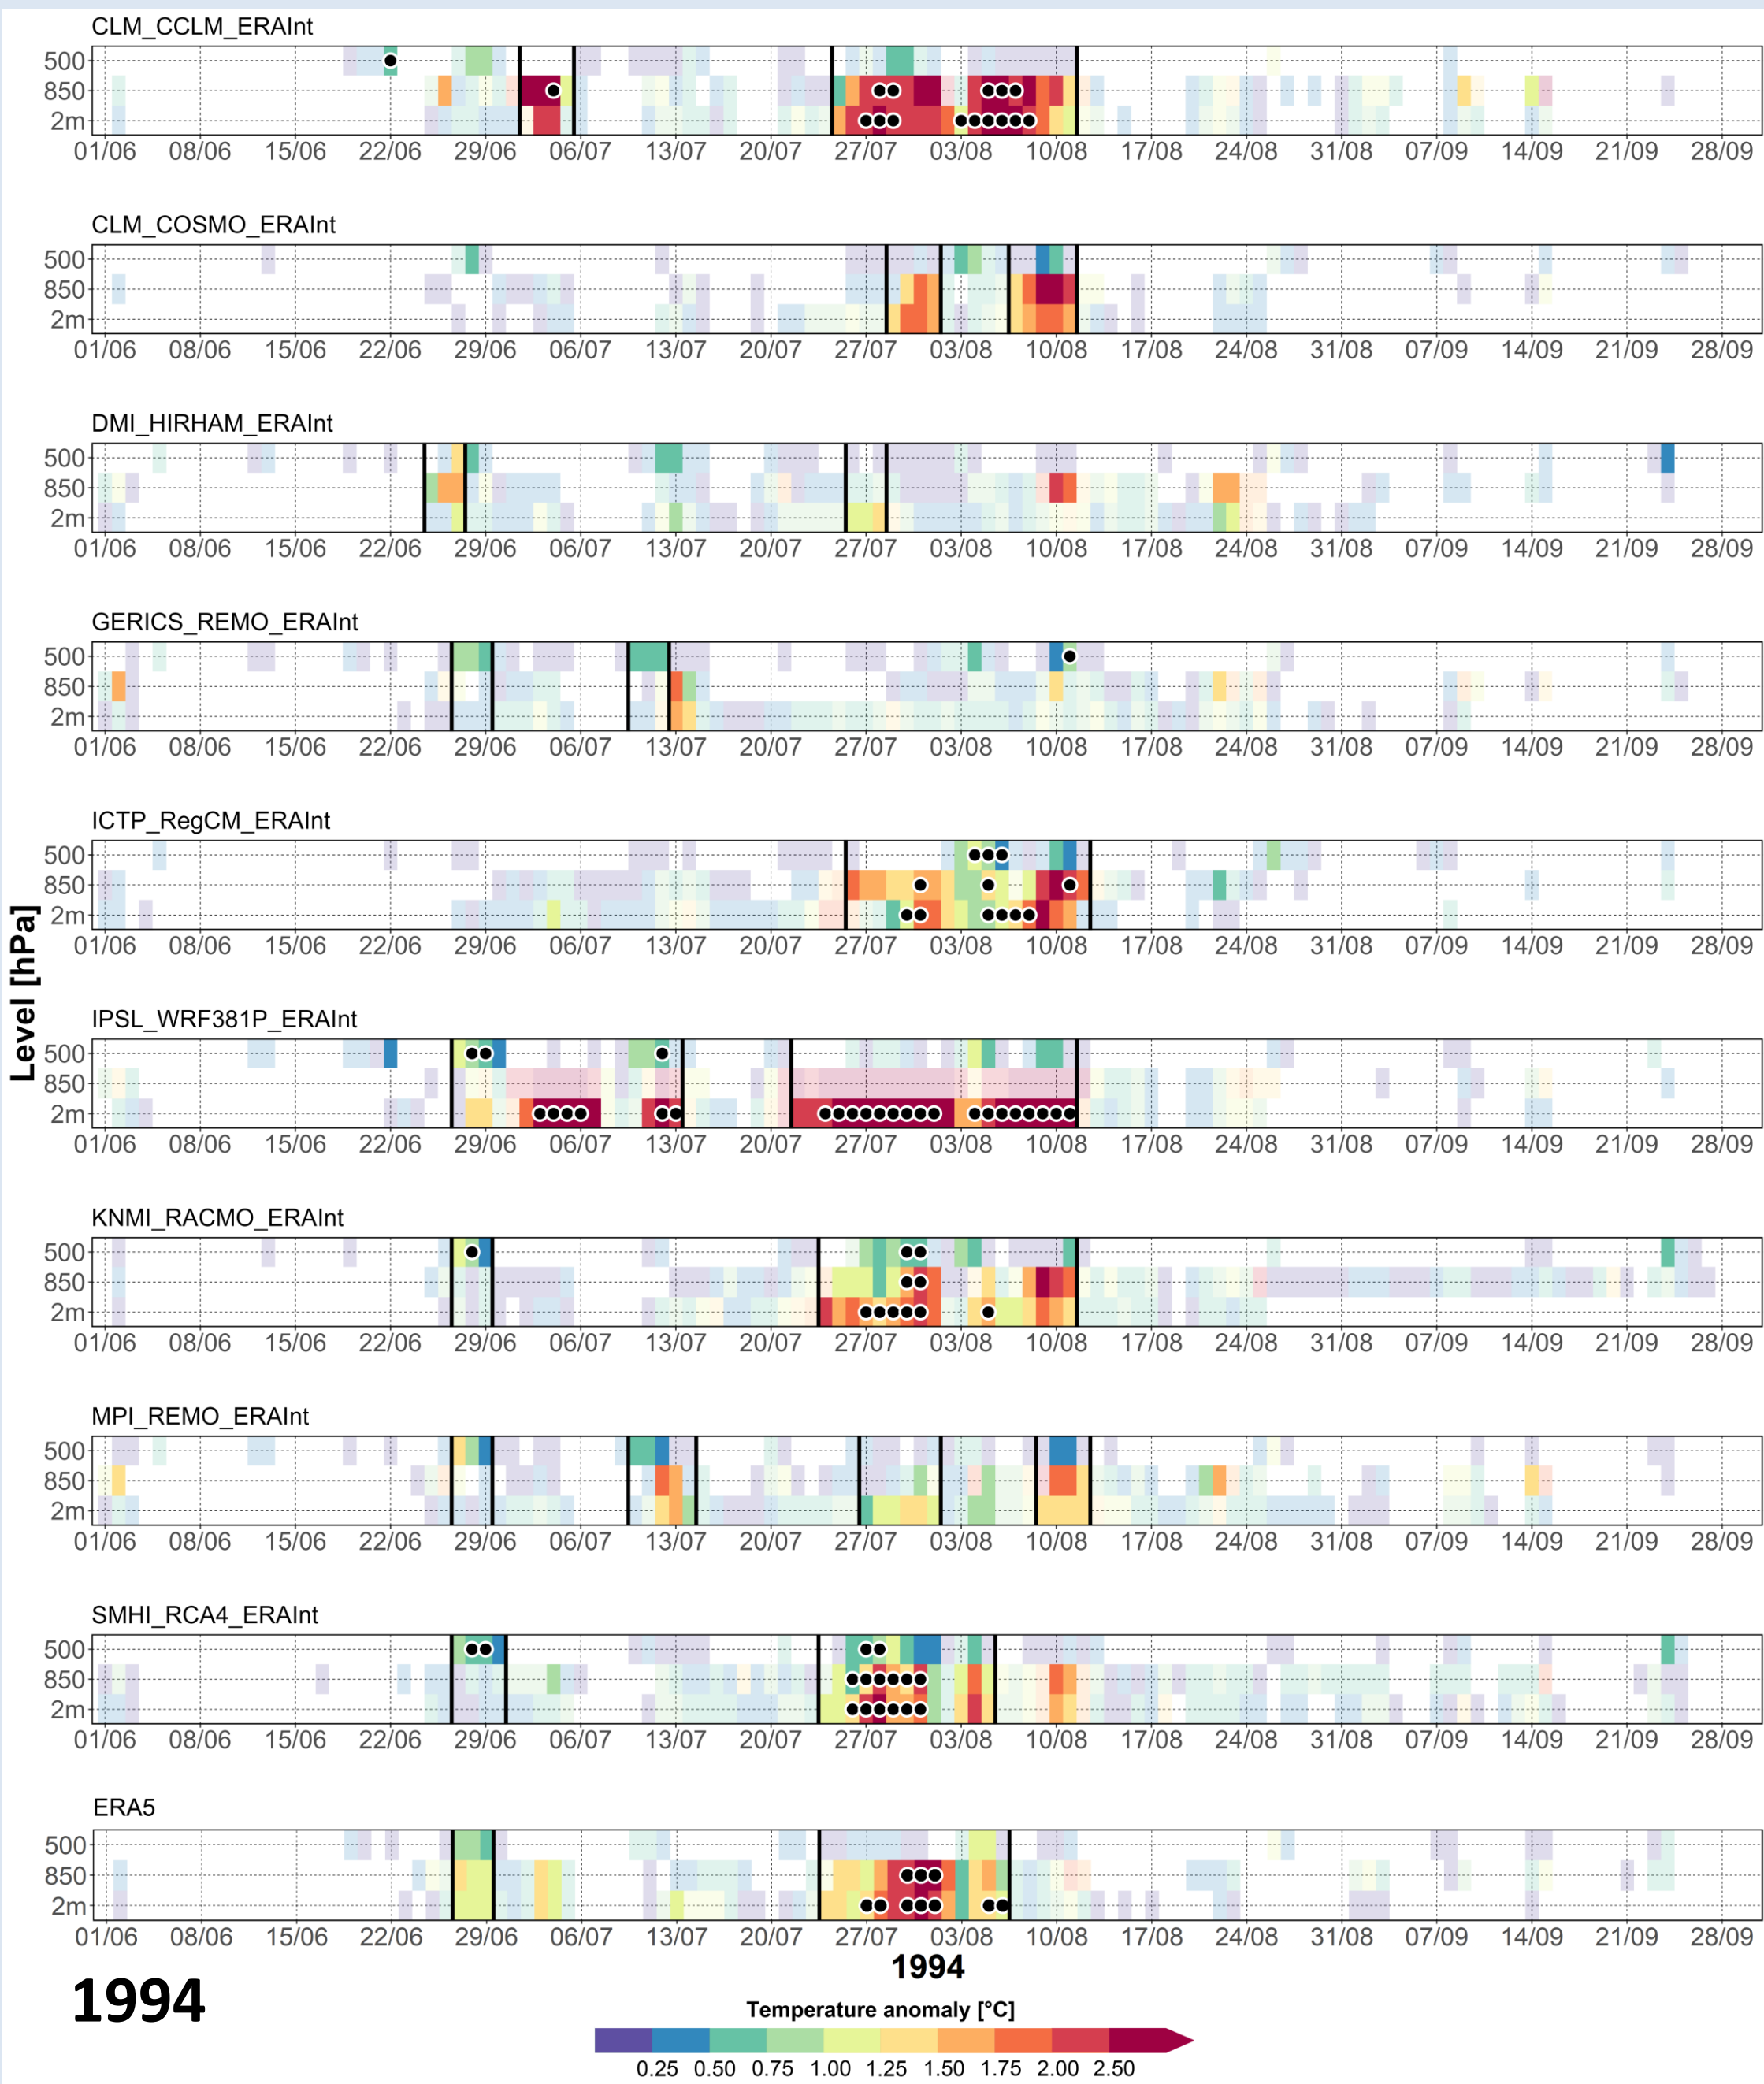 CLM_CCLM_ERAInt
500
850
2m
01/06 08/06 15/06 22/06 29/06 06/07 13/07 20/07 27/07 03/08 10/08 17/08 24/08 31/08 07/09 14/09 21/09 28/09
CLM_COSMO_ERAInt
500
850
2m
01/06 08/06 15/06 22/06 29/06 06/07 13/07 20/07 27/07 03/08 10/08 17/08 24/08 31/08 07/09 14/09 21/09 28/09
DMI_HIRHAM_ERAInt
500
850
2m
01/06 08/06 15/06 22/06 29/06 06/07 13/07 20/07 27/07 03/08 10/08 17/08 24/08 31/08 07/09 14/09 21/09 28/09
GERICS_REMO_ERAInt
500
850
2m
01/06 08/06 15/06 22/06 29/06 06/07 13/07 20/07 27/07 03/08 10/08 17/08 24/08 31/08 07/09 14/09 21/09 28/09
ICTP_RegCM_ERAInt
500
850
2m
01/06 08/06 15/06 22/06 29/06 06/07 13/07 20/07 27/07 03/08 10/08 17/08 24/08 31/08 07/09 14/09 21/09 28/09
Level [hPa]
IPSL_WRF381P_ERAInt
500
850
2m
01/06 08/06 15/06 22/06 29/06 06/07 13/07 20/07 27/07 03/08 10/08 17/08 24/08 31/08 07/09 14/09 21/09 28/09
KNMI_RACMO_ERAInt
500
850
2m
01/06 08/06 15/06 22/06 29/06 06/07 13/07 20/07 27/07 03/08 10/08 17/08 24/08 31/08 07/09 14/09 21/09 28/09
MPI_REMO_ERAInt
500
850
2m
01/06 08/06 15/06 22/06 29/06 06/07 13/07 20/07 27/07 03/08 10/08 17/08 24/08 31/08 07/09 14/09 21/09 28/09
SMHI_RCA4_ERAInt
500
850
2m
01/06 08/06 15/06 22/06 29/06 06/07 13/07 20/07 27/07 03/08 10/08 17/08 24/08 31/08 07/09 14/09 21/09 28/09
ERA5
500
850
2m
01/06 08/06 15/06 22/06 29/06 06/07 13/07 20/07 27/07 03/08 10/08 17/08 24/08 31/08 07/09 14/09 21/09 28/09
1994
1994
Temperature anomaly [°C]
0.25 0.50 0.75 1.00 1.25 1.50 1.75 2.00 2.50